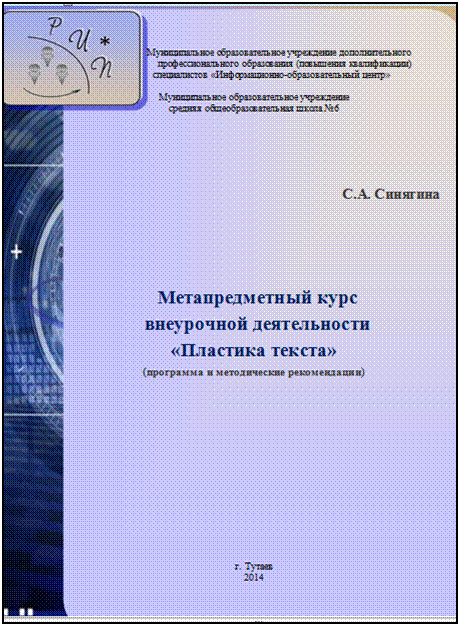 Р И * П
Муниципальное образовательное учреждение дополнительного
профессионального образования (повышения квалификации)
специалистов «Информационно-образовательный центр»
Муниципальное образовательное учреждение
средняя общеобразовательная школа №6
С.А. Синягина
Метапредметный курс
внеурочной деятельности
«Пластика текста»
(программа и методические рекомендации)
г. Тутаев
2014